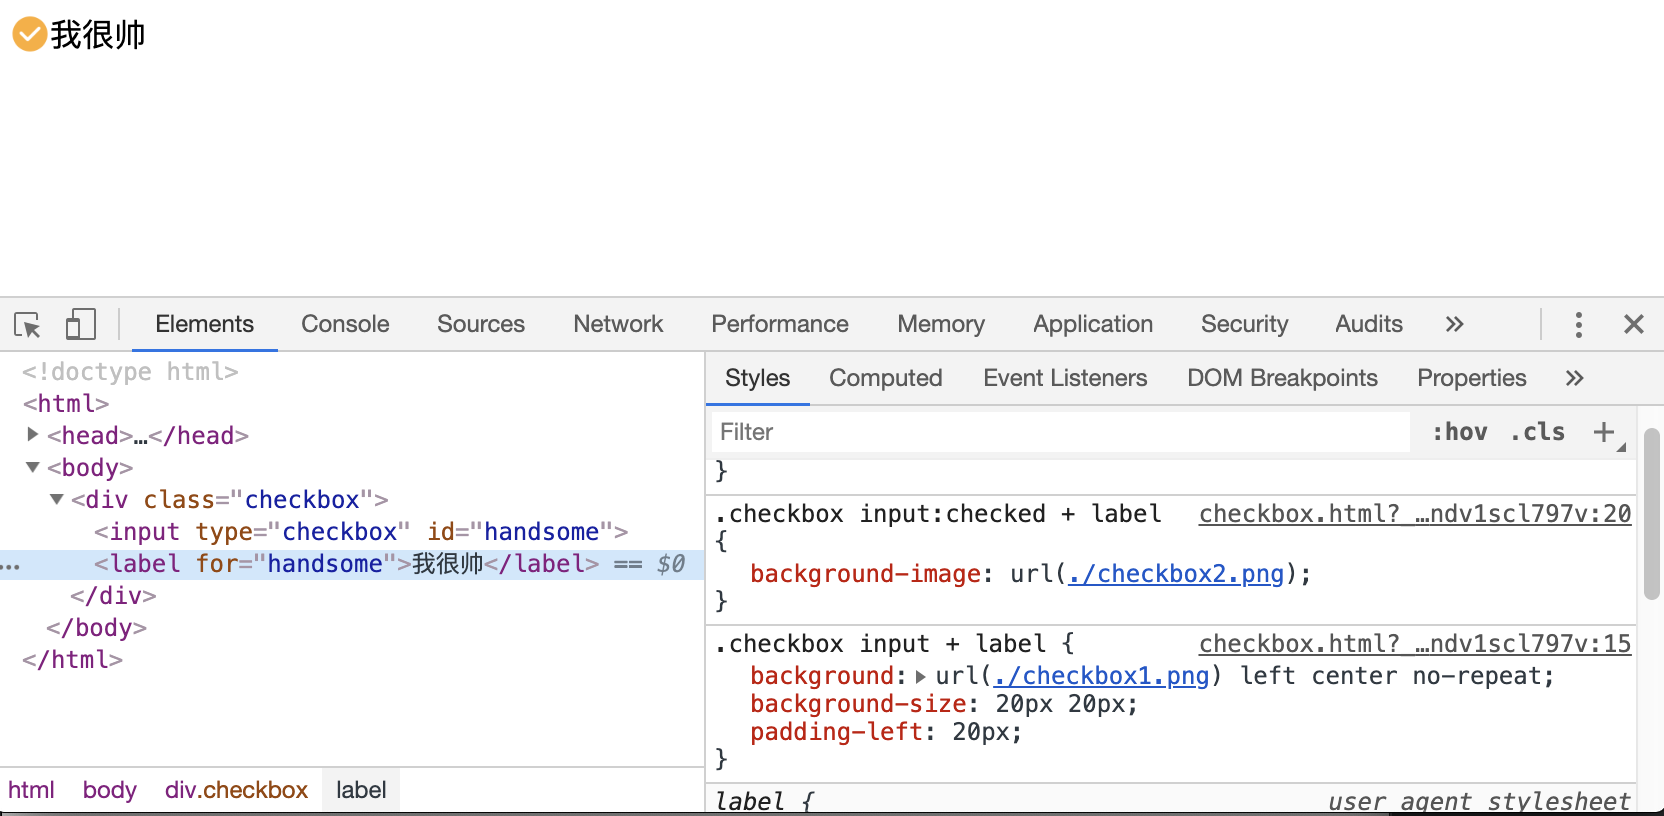 我很帅
Elements Console Sources Network Performance Memory Application Security Audits »
<!doctype html>
<html>
<head>…</head>
<body>
<div class="checkbox">
<input type="checkbox" id="handsome">
… <label for="handsome">我很帅</label> == $0
</div>
</body>
</html>
html body div.checkbox label
Styles Computed Event Listeners DOM Breakpoints Properties »
Filter :hov .cls +
}
.checkbox input:checked + label checkbox.html?_…ndv1scl797v:20
{
background-image: url(./checkbox2.png);
}
.checkbox input + label { checkbox.html?_…ndv1scl797v:15
background: url(./checkbox1.png) left center no-repeat;
background-size: 20px 20px;
padding-left: 20px;
}
label { user agent stylesheet